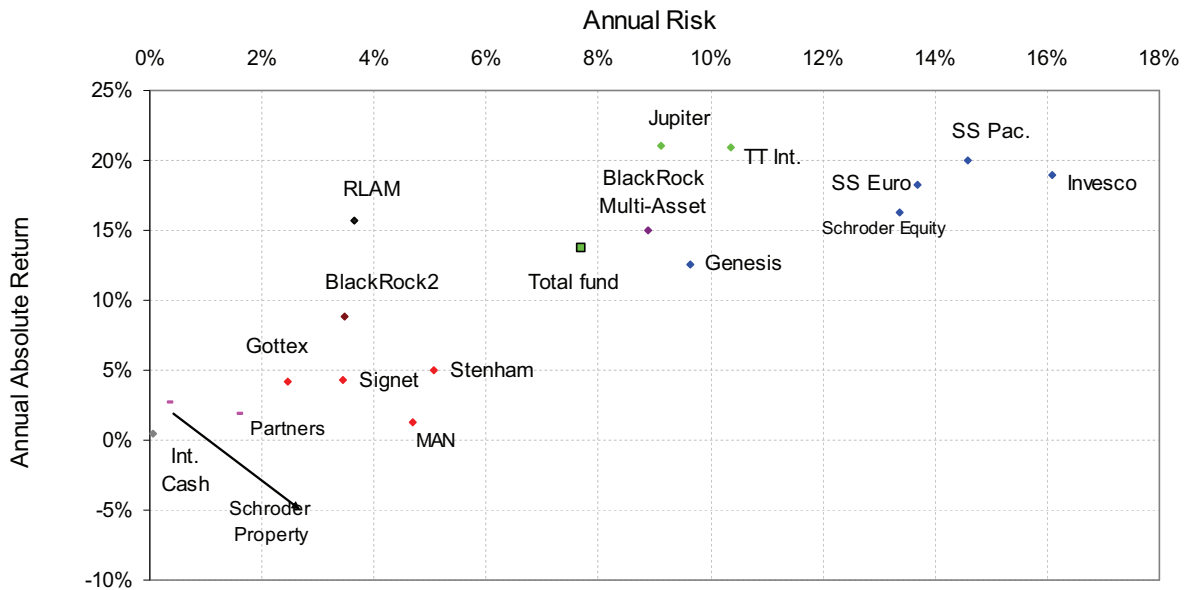 Annual Risk
0% 2% 4% 6% 8% 10% 12% 14% 16% 18%
Annual Absolute Return
25%
20%
15%
10%
5%
0%
-5%
-10%
Jupiter
TT Int.
SS Pac.
Invesco
SS Euro
Schroder Equity
BlackRock
Multi-Asset
RLAM
Genesis
Total fund
BlackRock2
Gottex
Signet
Stenham
Partners
MAN
Int.
Cash
Schroder
Property